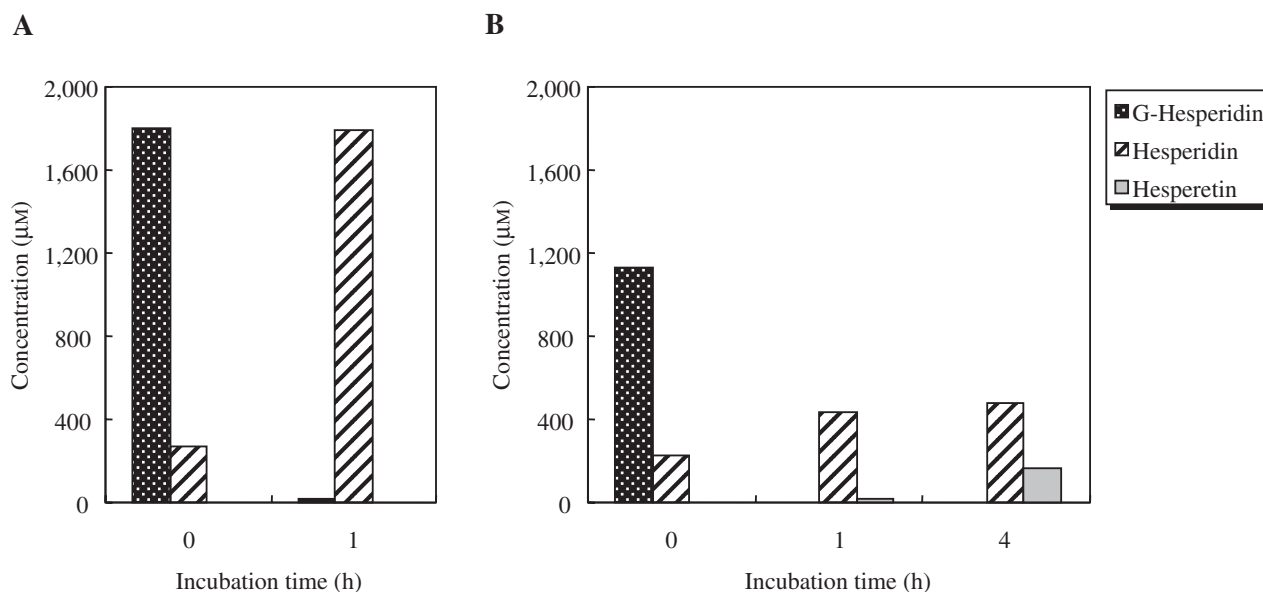 A
2,000
1,600
1,200
800
400
0
Concentration (μM)
0 1
Incubation time (h)
B
2,000
1,600
1,200
800
400
0
Concentration (μM)
0 1 4
Incubation time (h)
G-Hesperidin
Hesperidin
Hesperetin